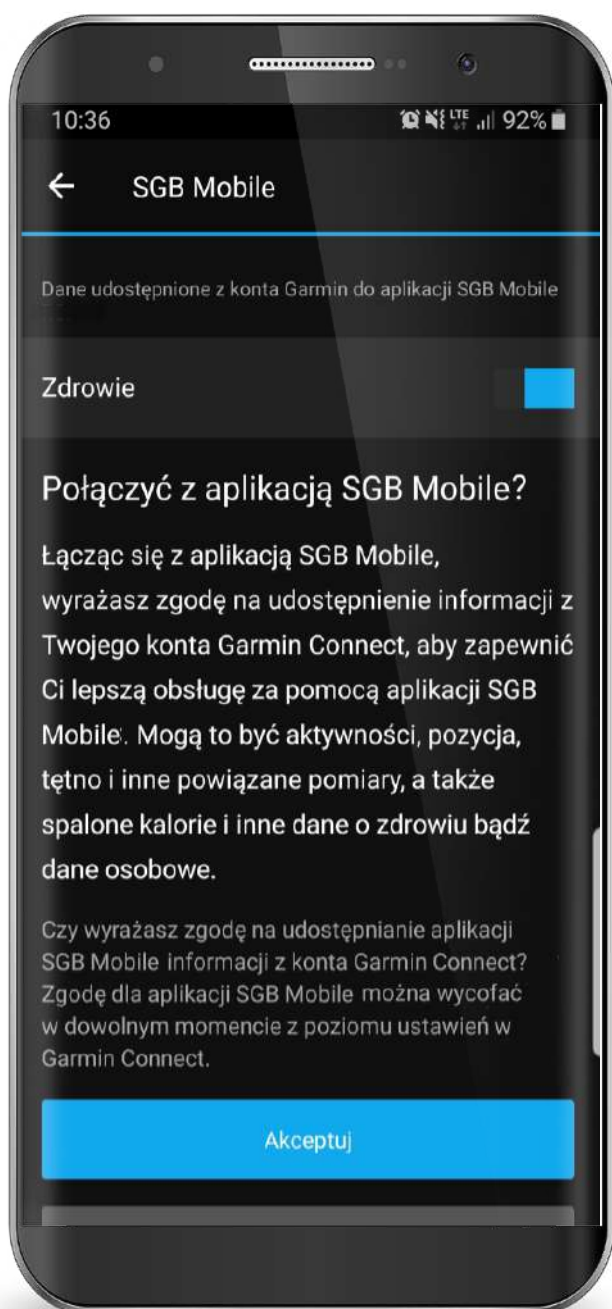 10:36
LTE
92%
SGB Mobile
Dane udostępnione z konta Garmin do aplikacji SGB Mobile
Zdrowie
Połączyć z aplikacją SGB Mobile?
Łącząc się z aplikacją SGB Mobile,
wyrażasz zgodę na udostępnienie informacji z
Twojego konta Garmin Connect, aby zapewnić
Ci lepszą obsługę za pomocą aplikacji SGB
Mobile. Mogą to być aktywności, pozycja,
tętno i inne powiązane pomiary, a także
spalone kalorie i inne dane o zdrowiu bądź
dane osobowe.
Czy wyrażasz zgodę na udostępnianie aplikacji
SGB Mobile informacji z konta Garmin Connect?
Zgodę dla aplikacji SGB Mobile można wycofać
w dowolnym momencie z poziomu ustawień w
Garmin Connect.
Akceptuj